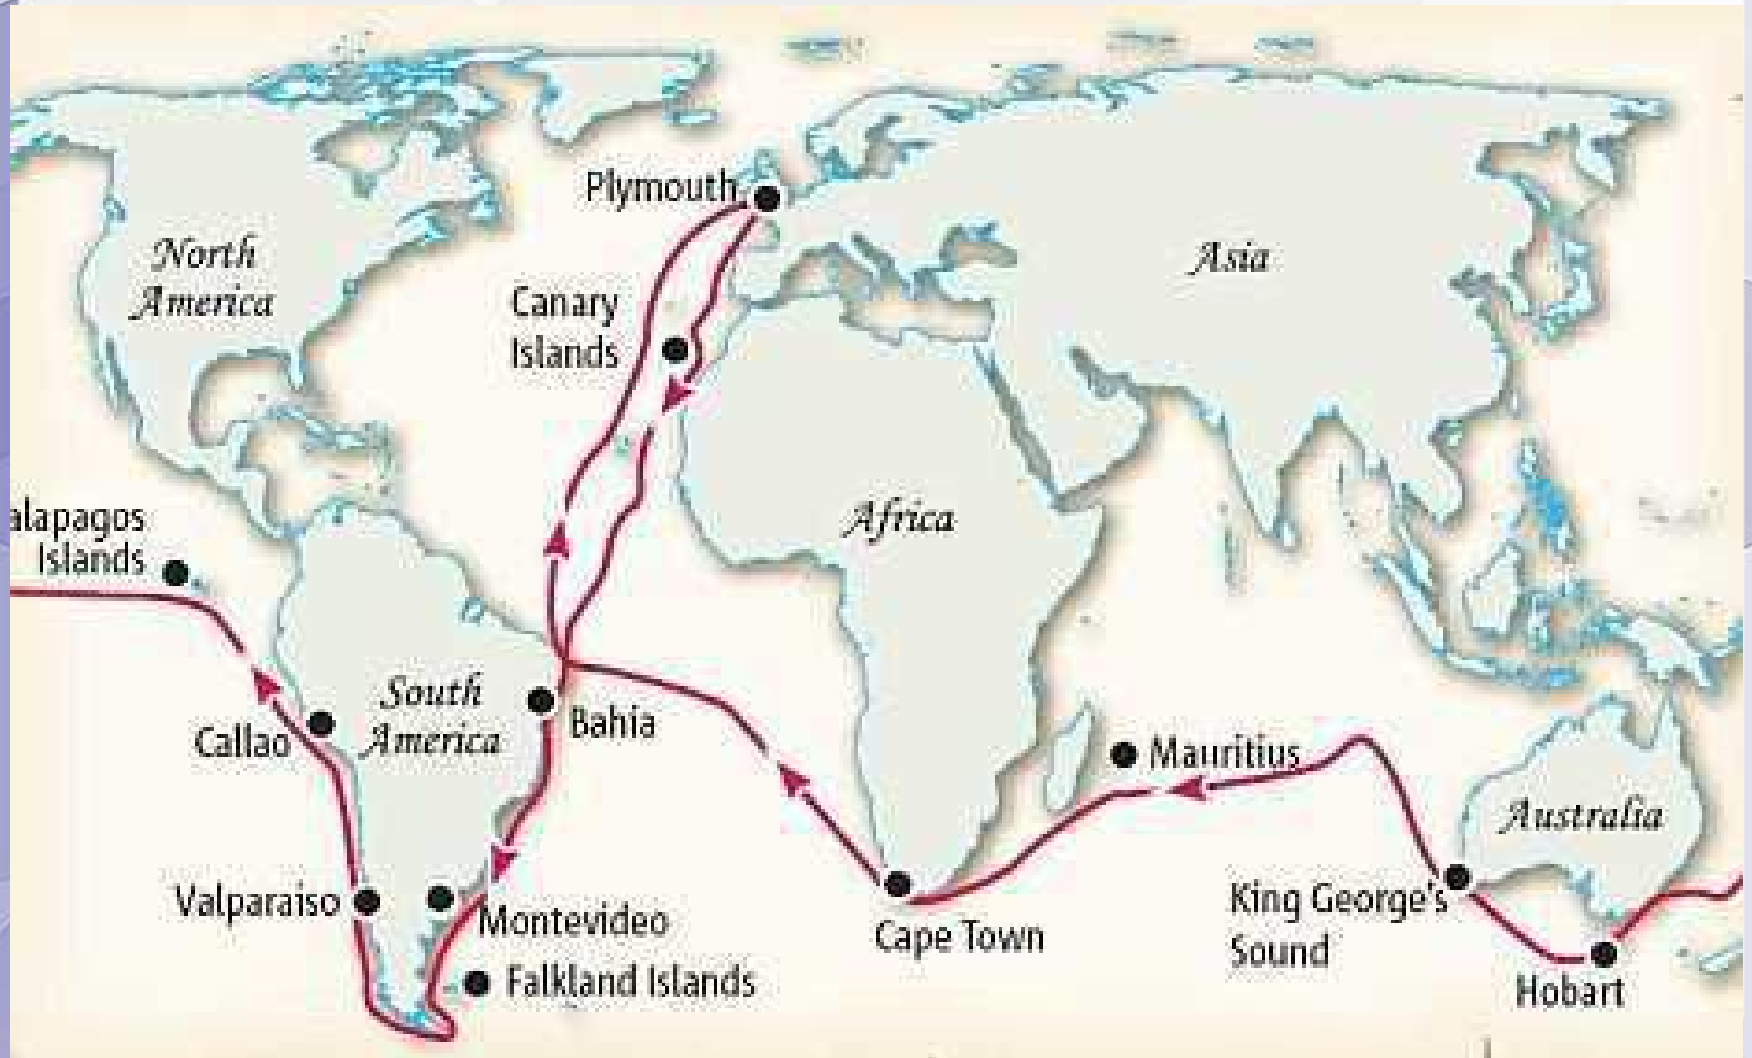 Plymouth
North
America
Asia
Canary
Islands
alapagos
Islands
Africa
South
America
Callao
Bahia
Mauritius
Australia
Valparaiso
Montevideo
King George's
Sound
Cape Town
Falkland Islands
Hobart